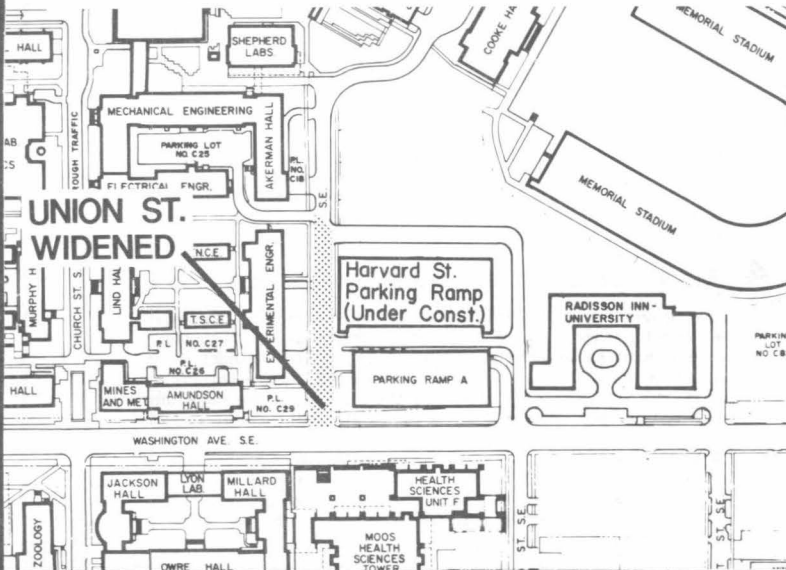 L HALL
SHEPHERD
LABS.
COOKE HA
MEMORIAL STADIUM
MECHANICAL ENGINEERING
AKERMAN HALL
PARKING LOT
NO. C25
P.L.
NO.
C18
ROUGH TRAFFIC
AB
CS
ELECTRICAL ENGR.
S.E.
MEMORIAL STADIUM
UNION ST.
WIDENED
N.C.E.
EXPERIMENTAL ENGR.
MURPHY H
CHURCH ST. S
LIND HAL
Harvard St.
Parking Ramp
(Under Const.)
RADISSON INN-
UNIVERSITY
T.S.C.E.
P.L. NO. C27
P.L.
NO. C26
PARKIN
LOT
NO C8
HALL
MINES
AND MET.
AMUNDSON
HALL
P.L.
NO. C29
PARKING RAMP A
WASHINGTON AVE. S.E.
JACKSON
HALL
LYON
LAB.
MILLARD
HALL
HEALTH
SCIENCES
UNIT F
ZOOLOGY
OWRE HALL
MOOS
HEALTH
SCIENCES
TOWER
ST. S.E.
ST. S.E.